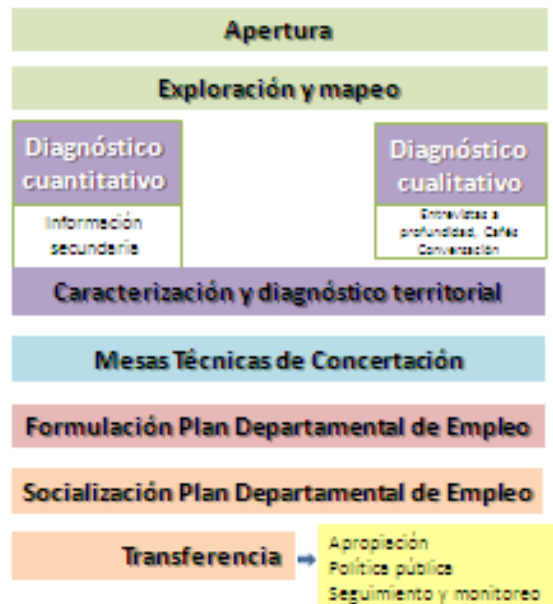 Apertura
Exploración y mapeo
Diagnóstico
cuantitativo
Información
secundaria
Diagnóstico
cualitativo
Entrevistas a
profundidad, Cafés
Conversación
Caracterización y diagnóstico territorial
Mesas Técnicas de Concertación
Formulación Plan Departamental de Empleo
Socialización Plan Departamental de Empleo
Transferencia
Apropiación
Política pública
Seguimiento y monitoreo